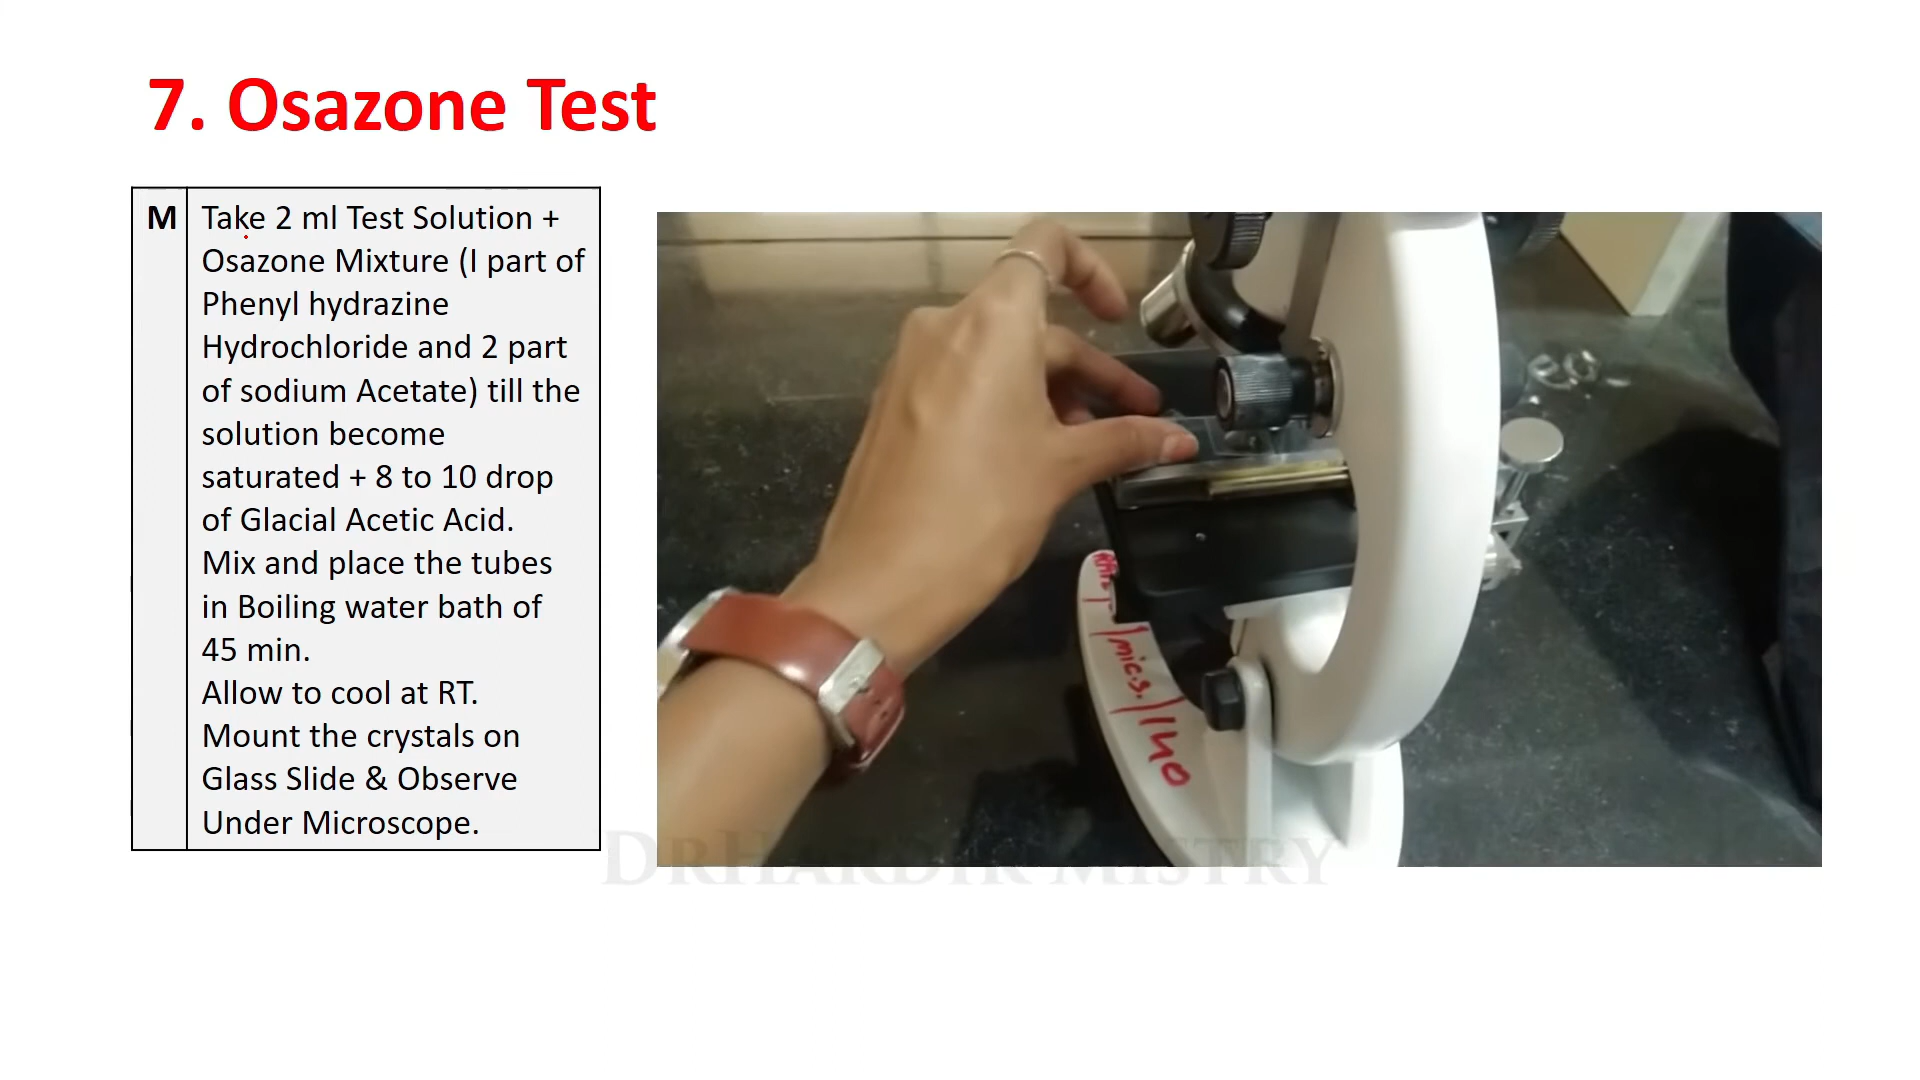 7. Osazone Test
M
Take 2 ml Test Solution +
Osazone Mixture (I part of
Phenyl hydrazine
Hydrochloride and 2 part
of sodium Acetate) till the
solution become
saturated + 8 to 10 drop
of Glacial Acetic Acid.
Mix and place the tubes
in Boiling water bath of
45 min.
Allow to cool at RT.
Mount the crystals on
Glass Slide & Observe
Under Microscope.
/mic.s./140
DRHARDIK MISTRY